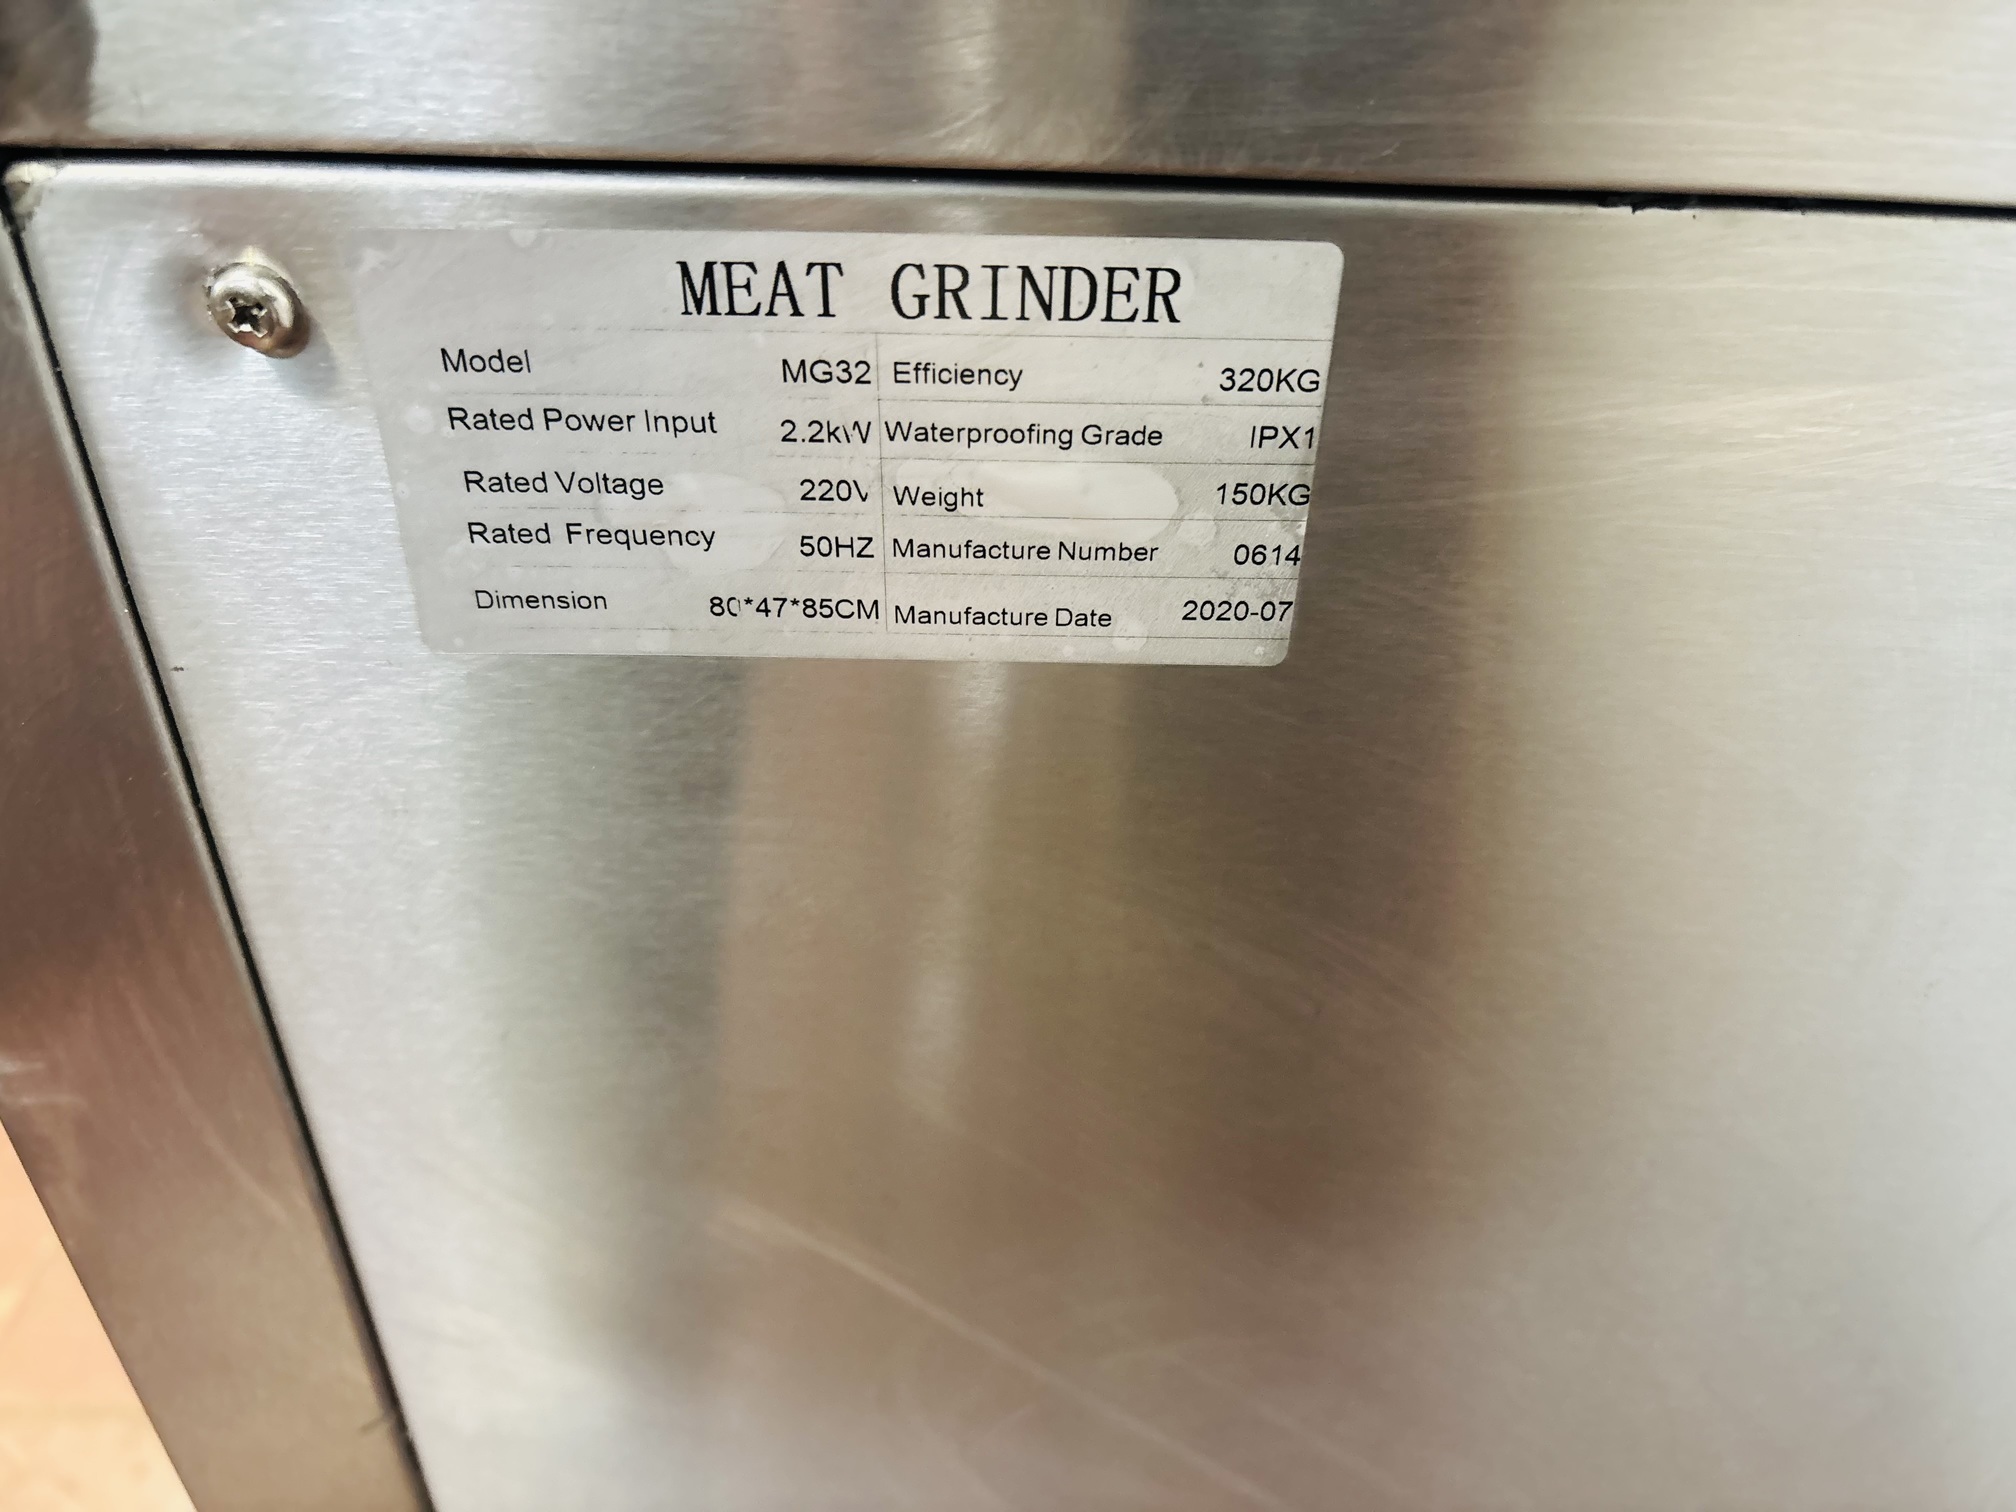 MEAT GRINDER
Model MG32 Efficiency 320KG
Rated Power Input 2.2kW Waterproofing Grade IPX1
Rated Voltage 220V Weight 150KG
Rated Frequency 50HZ Manufacture Number 0614
Dimension 80*47*85CM Manufacture Date 2020-07